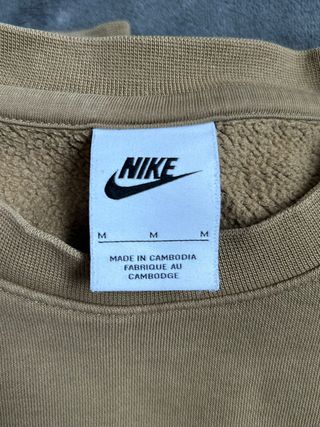 NIKE
M M M
MADE IN CAMBODIA
FABRIQUE AU
CAMBODGE